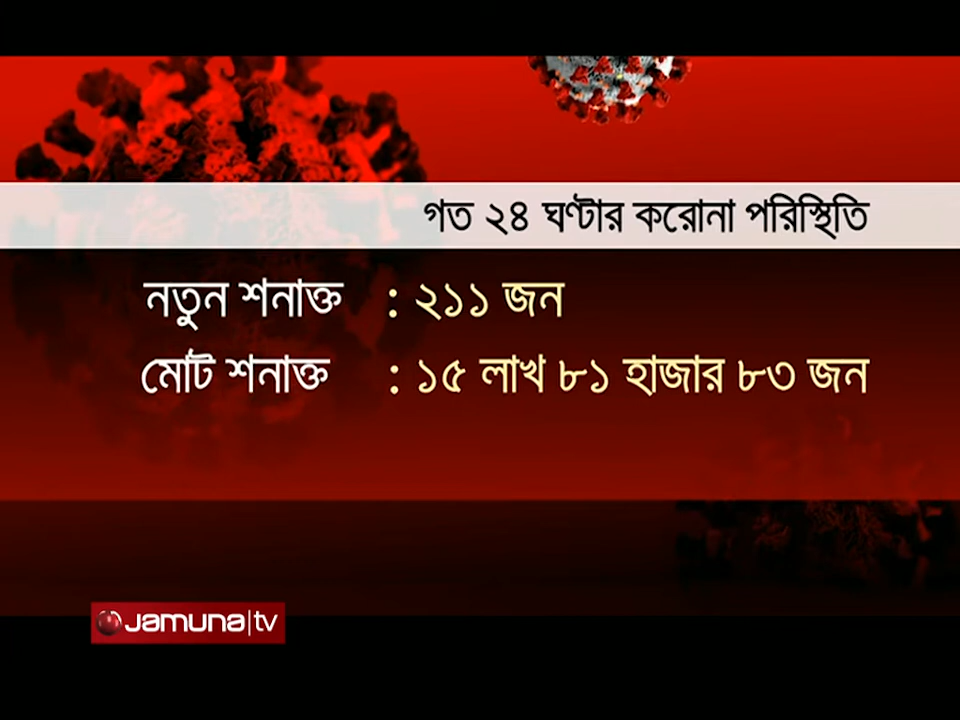 গত ২৪ ঘণ্টার করোনা পরিস্থিতি
নতুন শনাক্ত : ২১১ জন
মোট শনাক্ত : ১৫ লাখ ৮১ হাজার ৮৩ জন
JAMUNA|tv